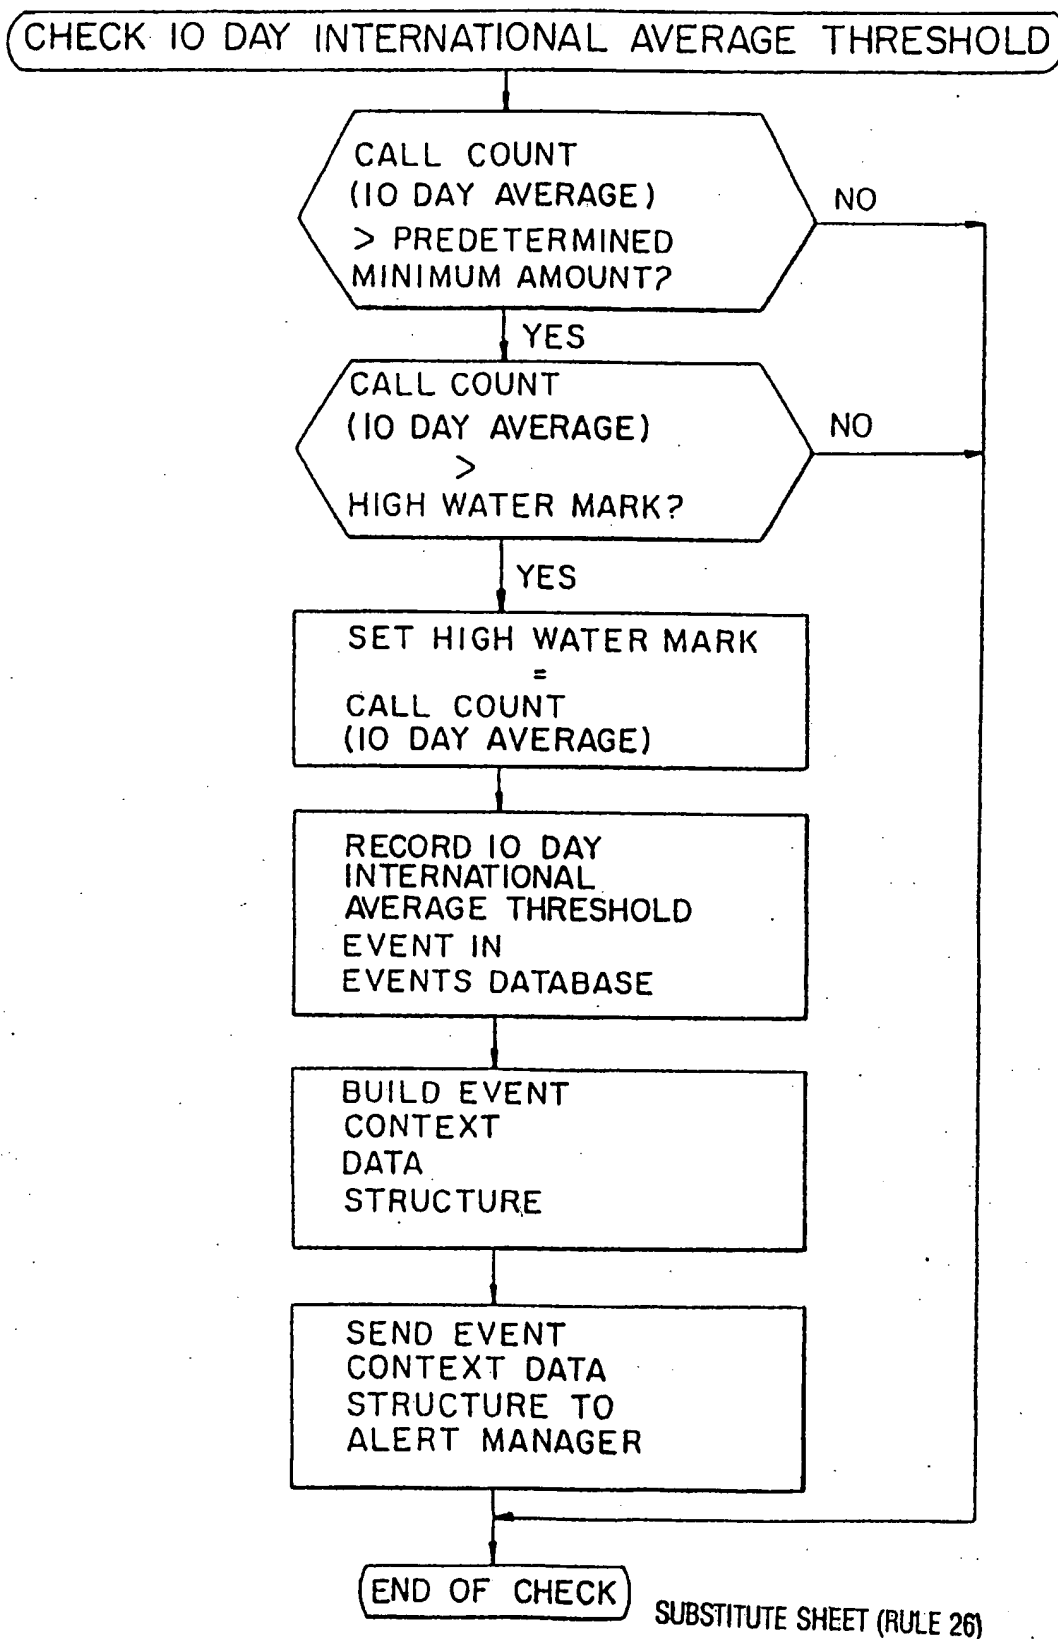 CHECK 10 DAY INTERNATIONAL AVERAGE THRESHOLD
CALL COUNT
(10 DAY AVERAGE)
> PREDETERMINED
MINIMUM AMOUNT?
NO
YES
CALL COUNT
(10 DAY AVERAGE)
>
HIGH WATER MARK?
NO
YES
SET HIGH WATER MARK
=
CALL COUNT
(10 DAY AVERAGE)
RECORD 10 DAY
INTERNATIONAL
AVERAGE THRESHOLD
EVENT IN
EVENTS DATABASE
BUILD EVENT
CONTEXT
DATA
STRUCTURE
SEND EVENT
CONTEXT DATA
STRUCTURE TO
ALERT MANAGER
END OF CHECK
SUBSTITUTE SHEET (RULE 26)